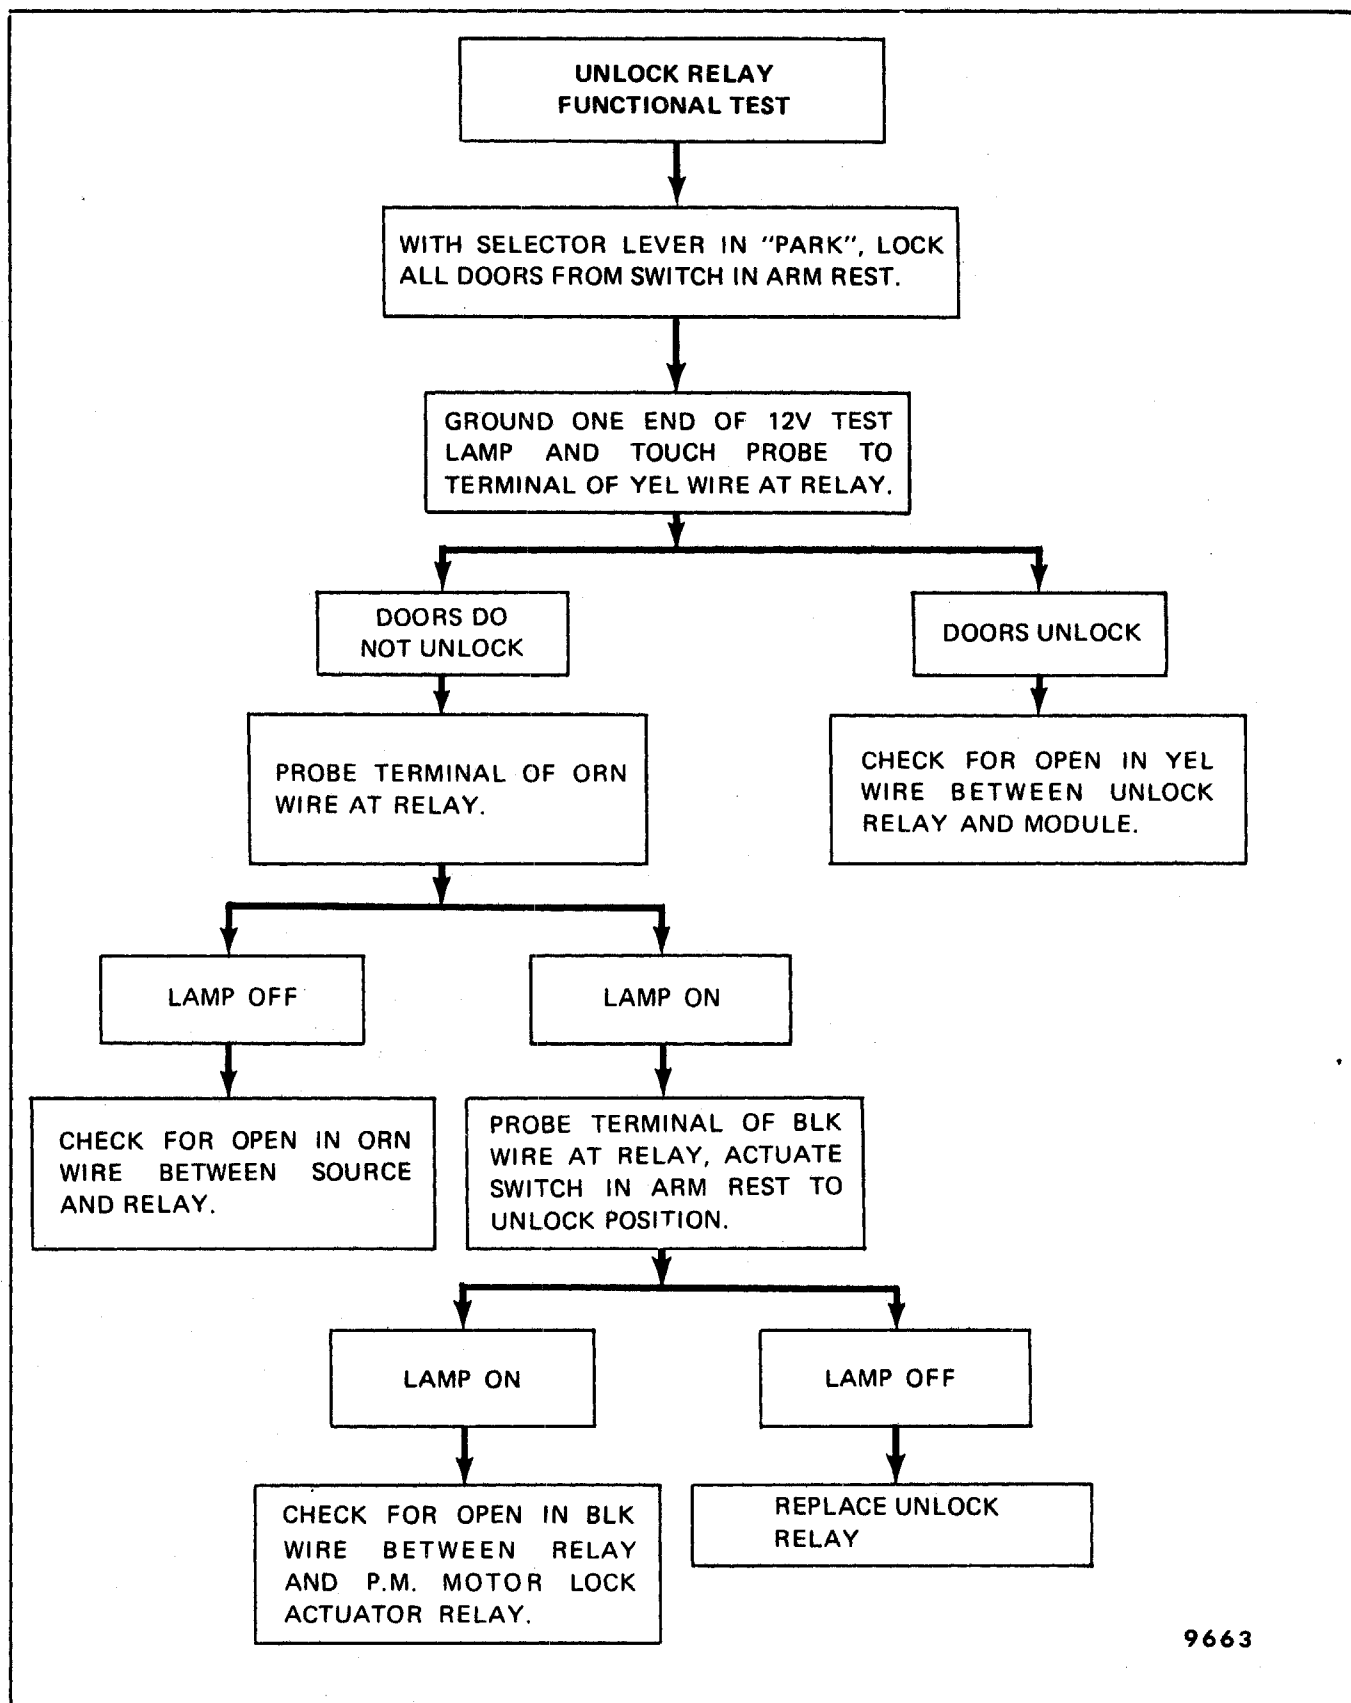 UNLOCK RELAY
FUNCTIONAL TEST
WITH SELECTOR LEVER IN "PARK", LOCK
ALL DOORS FROM SWITCH IN ARM REST.
GROUND ONE END OF 12V TEST
LAMP AND TOUCH PROBE TO
TERMINAL OF YEL WIRE AT RELAY.
DOORS DO
NOT UNLOCK
DOORS UNLOCK
PROBE TERMINAL OF ORN
WIRE AT RELAY.
CHECK FOR OPEN IN YEL
WIRE BETWEEN UNLOCK
RELAY AND MODULE.
LAMP OFF
LAMP ON
CHECK FOR OPEN IN ORN
WIRE BETWEEN SOURCE
AND RELAY.
PROBE TERMINAL OF BLK
WIRE AT RELAY, ACTUATE
SWITCH IN ARM REST TO
UNLOCK POSITION.
LAMP ON
LAMP OFF
CHECK FOR OPEN IN BLK
WIRE BETWEEN RELAY
AND P.M. MOTOR LOCK
ACTUATOR RELAY.
REPLACE UNLOCK
RELAY
9663